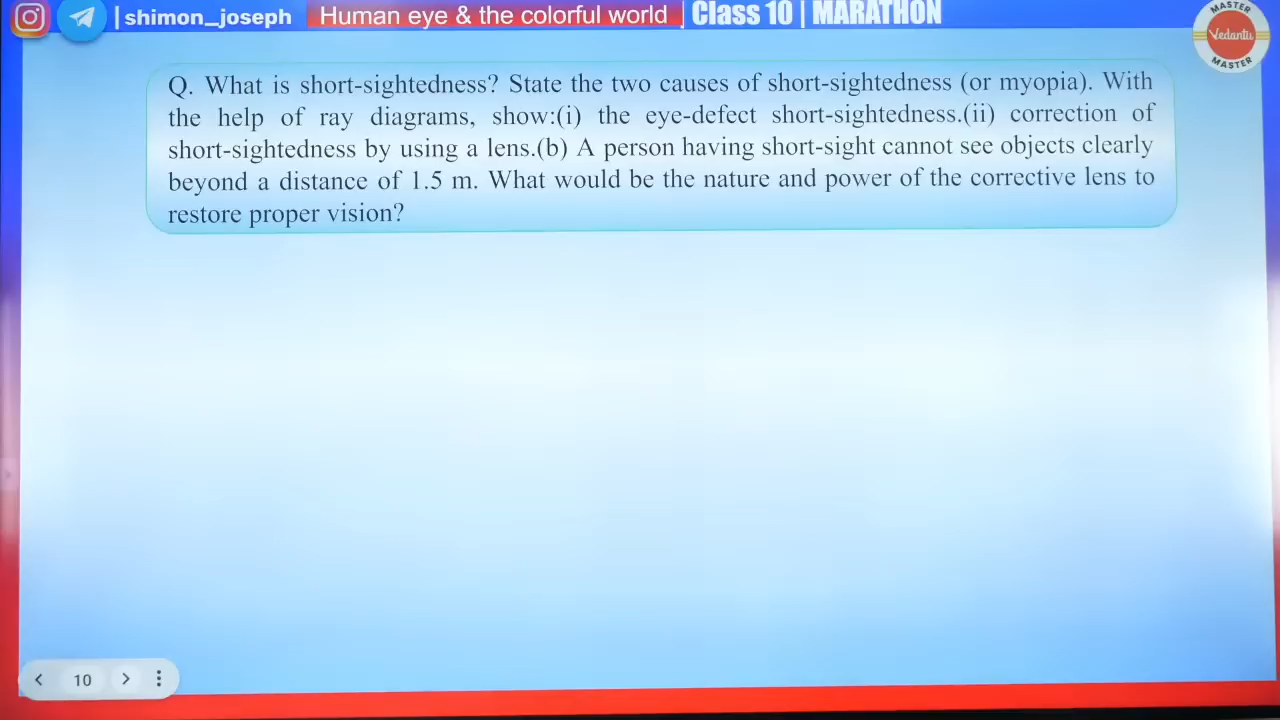 | shimon_joseph Human eye & the colorful world | Class 10 | MARATHON
MASTER
Vedantu
MASTER
Q. What is short-sightedness? State the two causes of short-sightedness (or myopia). With
the help of ray diagrams, show:(i) the eye-defect short-sightedness.(ii) correction of
short-sightedness by using a lens.(b) A person having short-sight cannot see objects clearly
beyond a distance of 1.5 m. What would be the nature and power of the corrective lens to
restore proper vision?
10